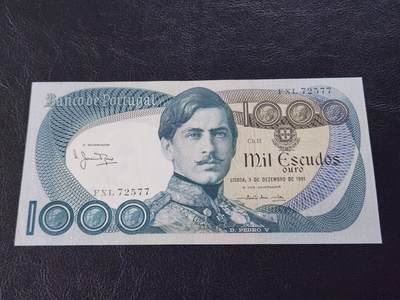 Banco de Portugal
1000
FXL 72577
Ch.11
Mil Escudos
ouro
LISBOA, 3 DE DEZEMBRO DE 1981
FXL 72577
1000
D. PEDRO V